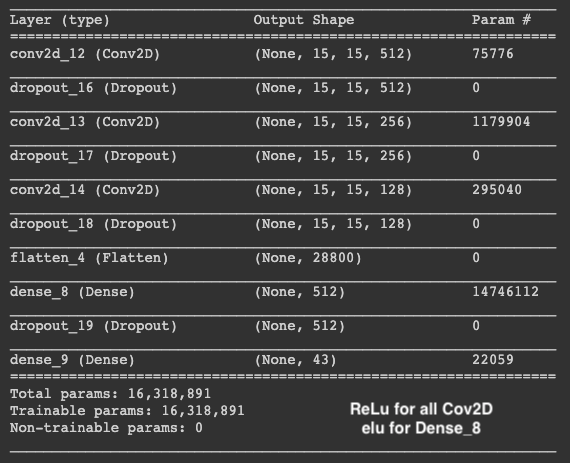 Layer (type) Output Shape Param #
conv2d_12 (Conv2D) (None, 15, 15, 512) 75776
dropout_16 (Dropout) (None, 15, 15, 512) 0
conv2d_13 (Conv2D) (None, 15, 15, 256) 1179904
dropout_17 (Dropout) (None, 15, 15, 256) 0
conv2d_14 (Conv2D) (None, 15, 15, 128) 295040
dropout_18 (Dropout) (None, 15, 15, 128) 0
flatten_4 (Flatten) (None, 28800) 0
dense_8 (Dense) (None, 512) 14746112
dropout_19 (Dropout) (None, 512) 0
dense_9 (Dense) (None, 43) 22059
Total params: 16,318,891
Trainable params: 16,318,891
Non-trainable params: 0
ReLu for all Cov2D
elu for Dense_8